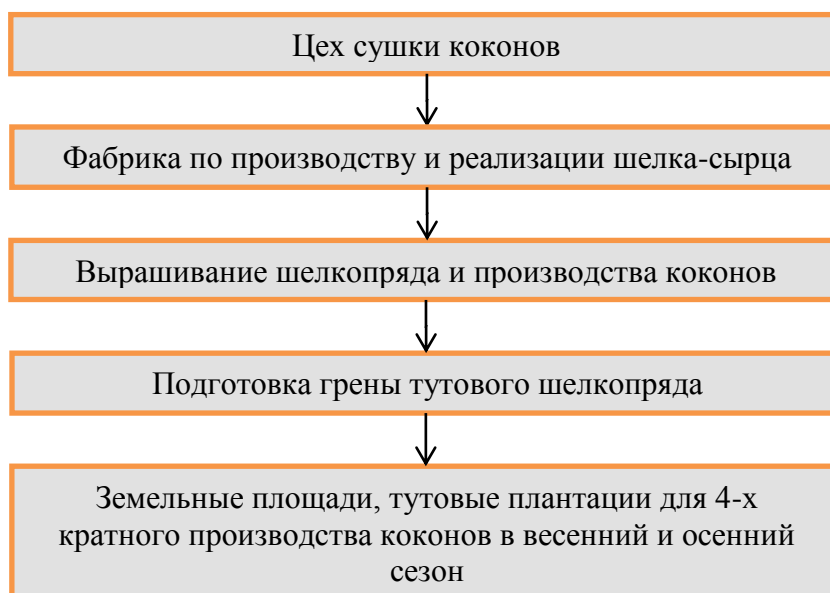 Цех сушки коконов
Фабрика по производству и реализации шелка-сырца
Вырашивание шелкопряда и производства коконов
Подготовка грены тутового шелкопряда
Земельные площади, тутовые плантации для 4-х
кратного производства коконов в весенний и осенний
сезон